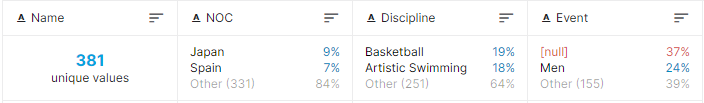 Name
NOC
Discipline
Event
381
unique values
Japan 9%
Spain 7%
Other (331) 84%
Basketball 19%
Artistic Swimming 18%
Other (251) 64%
[null] 37%
Men 24%
Other (155) 39%